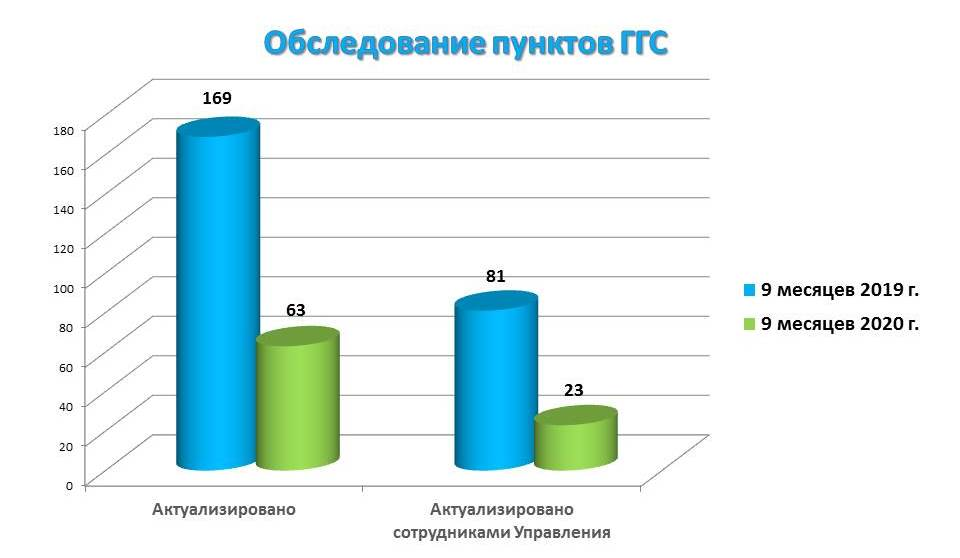 Обследование пунктов ГГС
169
180
160
140
120
100
80
60
40
20
0
63
81
23
9 месяцев 2019 г.
9 месяцев 2020 г.
Актуализировано
Актуализировано
сотрудниками Управления